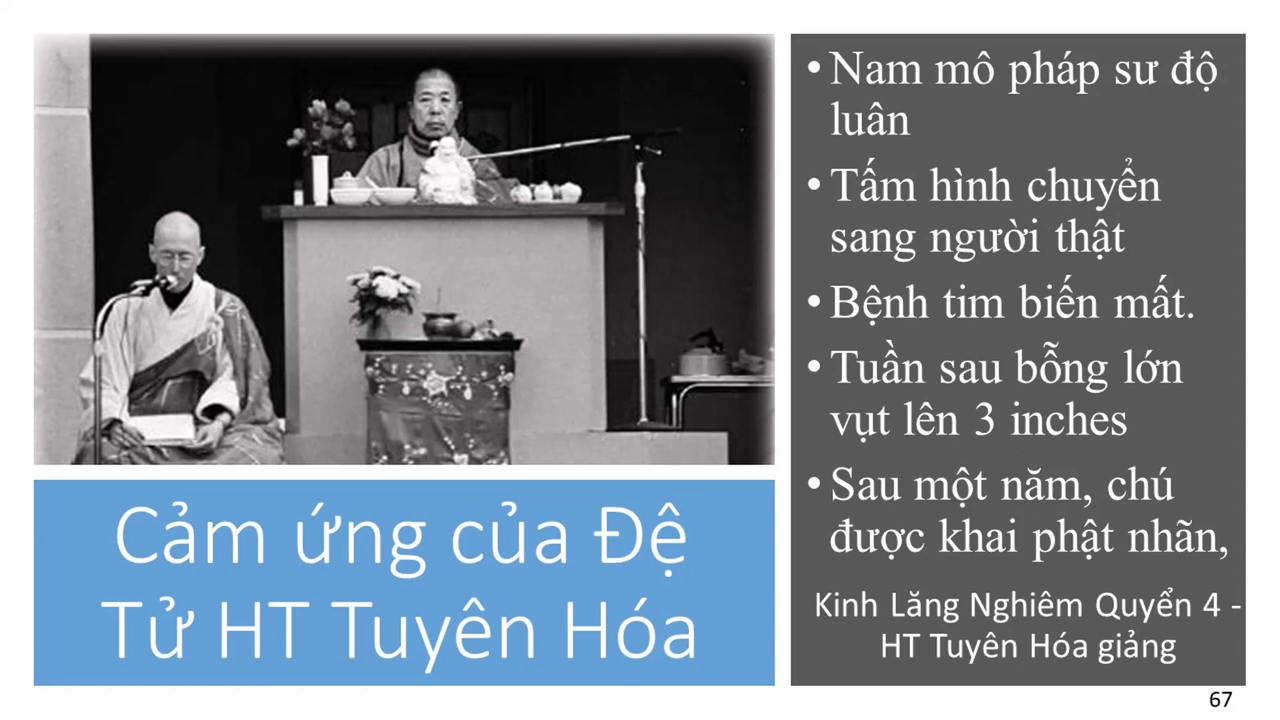 Cảm ứng của Đệ
Tử HT Tuyên Hóa
• Nam mô pháp sư độ
luân
• Tấm hình chuyển
sang người thật
• Bệnh tim biến mất.
• Tuần sau bỗng lớn
vụt lên 3 inches
• Sau một năm, chú
được khai phật nhãn,
Kinh Lăng Nghiêm Quyển 4 -
HT Tuyên Hóa giảng
67